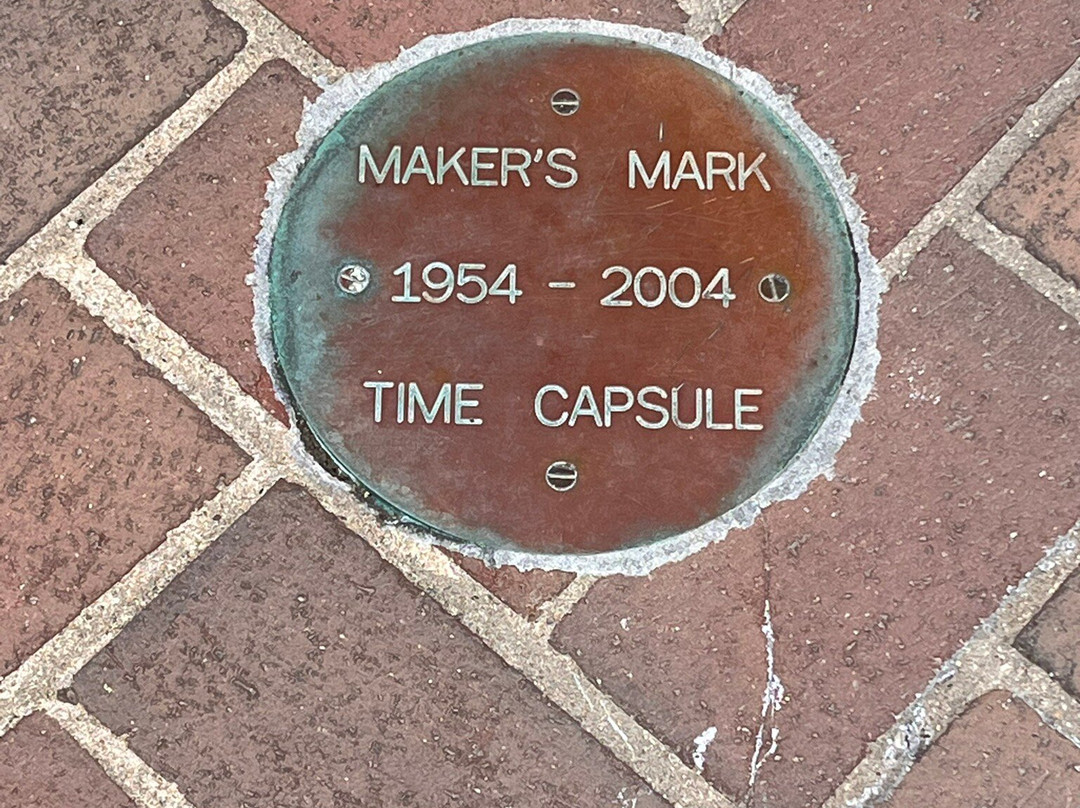 MAKER'S MARK
1954 - 2004
TIME CAPSULE